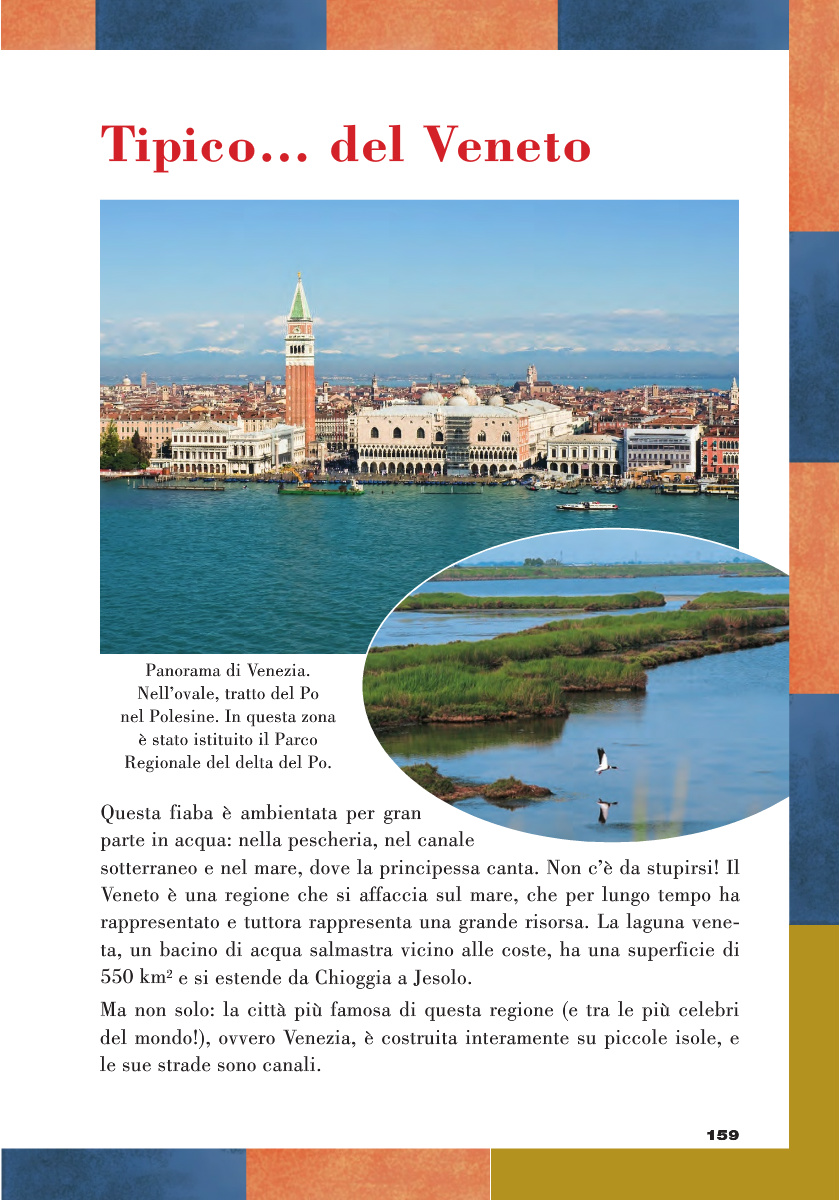 Tipico... del Veneto
Panorama di Venezia.
Nell'ovale, tratto del Po
nel Polesine. In questa zona
è stato istituito il Parco
Regionale del delta del Po.
Questa fiaba è ambientata per gran
parte in acqua: nella pescheria, nel canale
sotterraneo e nel mare, dove la principessa canta. Non c'è da stupirsi! Il
Veneto è una regione che si affaccia sul mare, che per lungo tempo ha
rappresentato e tuttora rappresenta una grande risorsa. La laguna vene-
ta, un bacino di acqua salmastra vicino alle coste, ha una superficie di
550 km² e si estende da Chioggia a Jesolo.
Ma non solo: la città più famosa di questa regione (e tra le più celebri
del mondo!), ovvero Venezia, è costruita interamente su piccole isole, e
le sue strade sono canali.
159